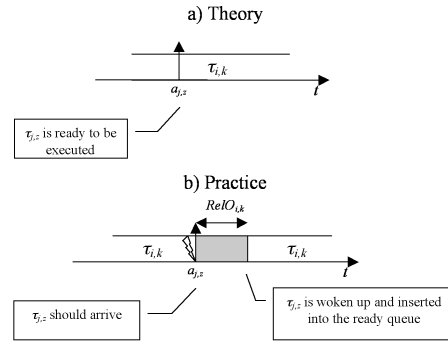 a) Theory
τi,k
aj,z
t
τj,z is ready to be
executed
b) Practice
RelOi,k
τi,k
τi,k
aj,z
t
τj,z should arrive
τj,z is woken up and inserted
into the ready queue